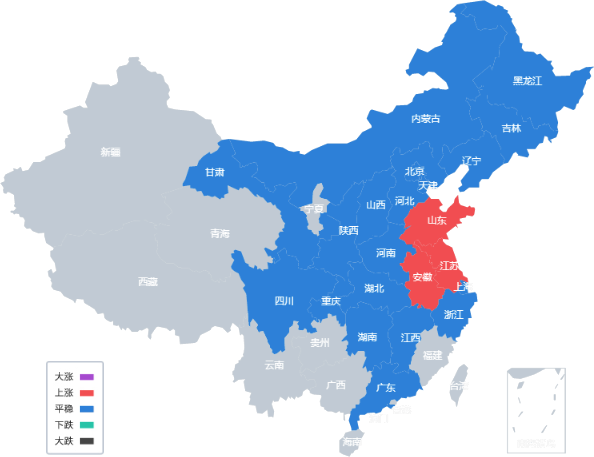 黑龙江
内蒙古
吉林
新疆
辽宁
北京
甘肃
天津
河北
山西
宁夏
山东
青海
陕西
河南
江苏
安徽
西藏
上海
湖北
四川
重庆
浙江
湖南
江西
贵州
福建
云南
大涨
广西
广东
台湾
上涨
平稳
下跌
大跌
海南